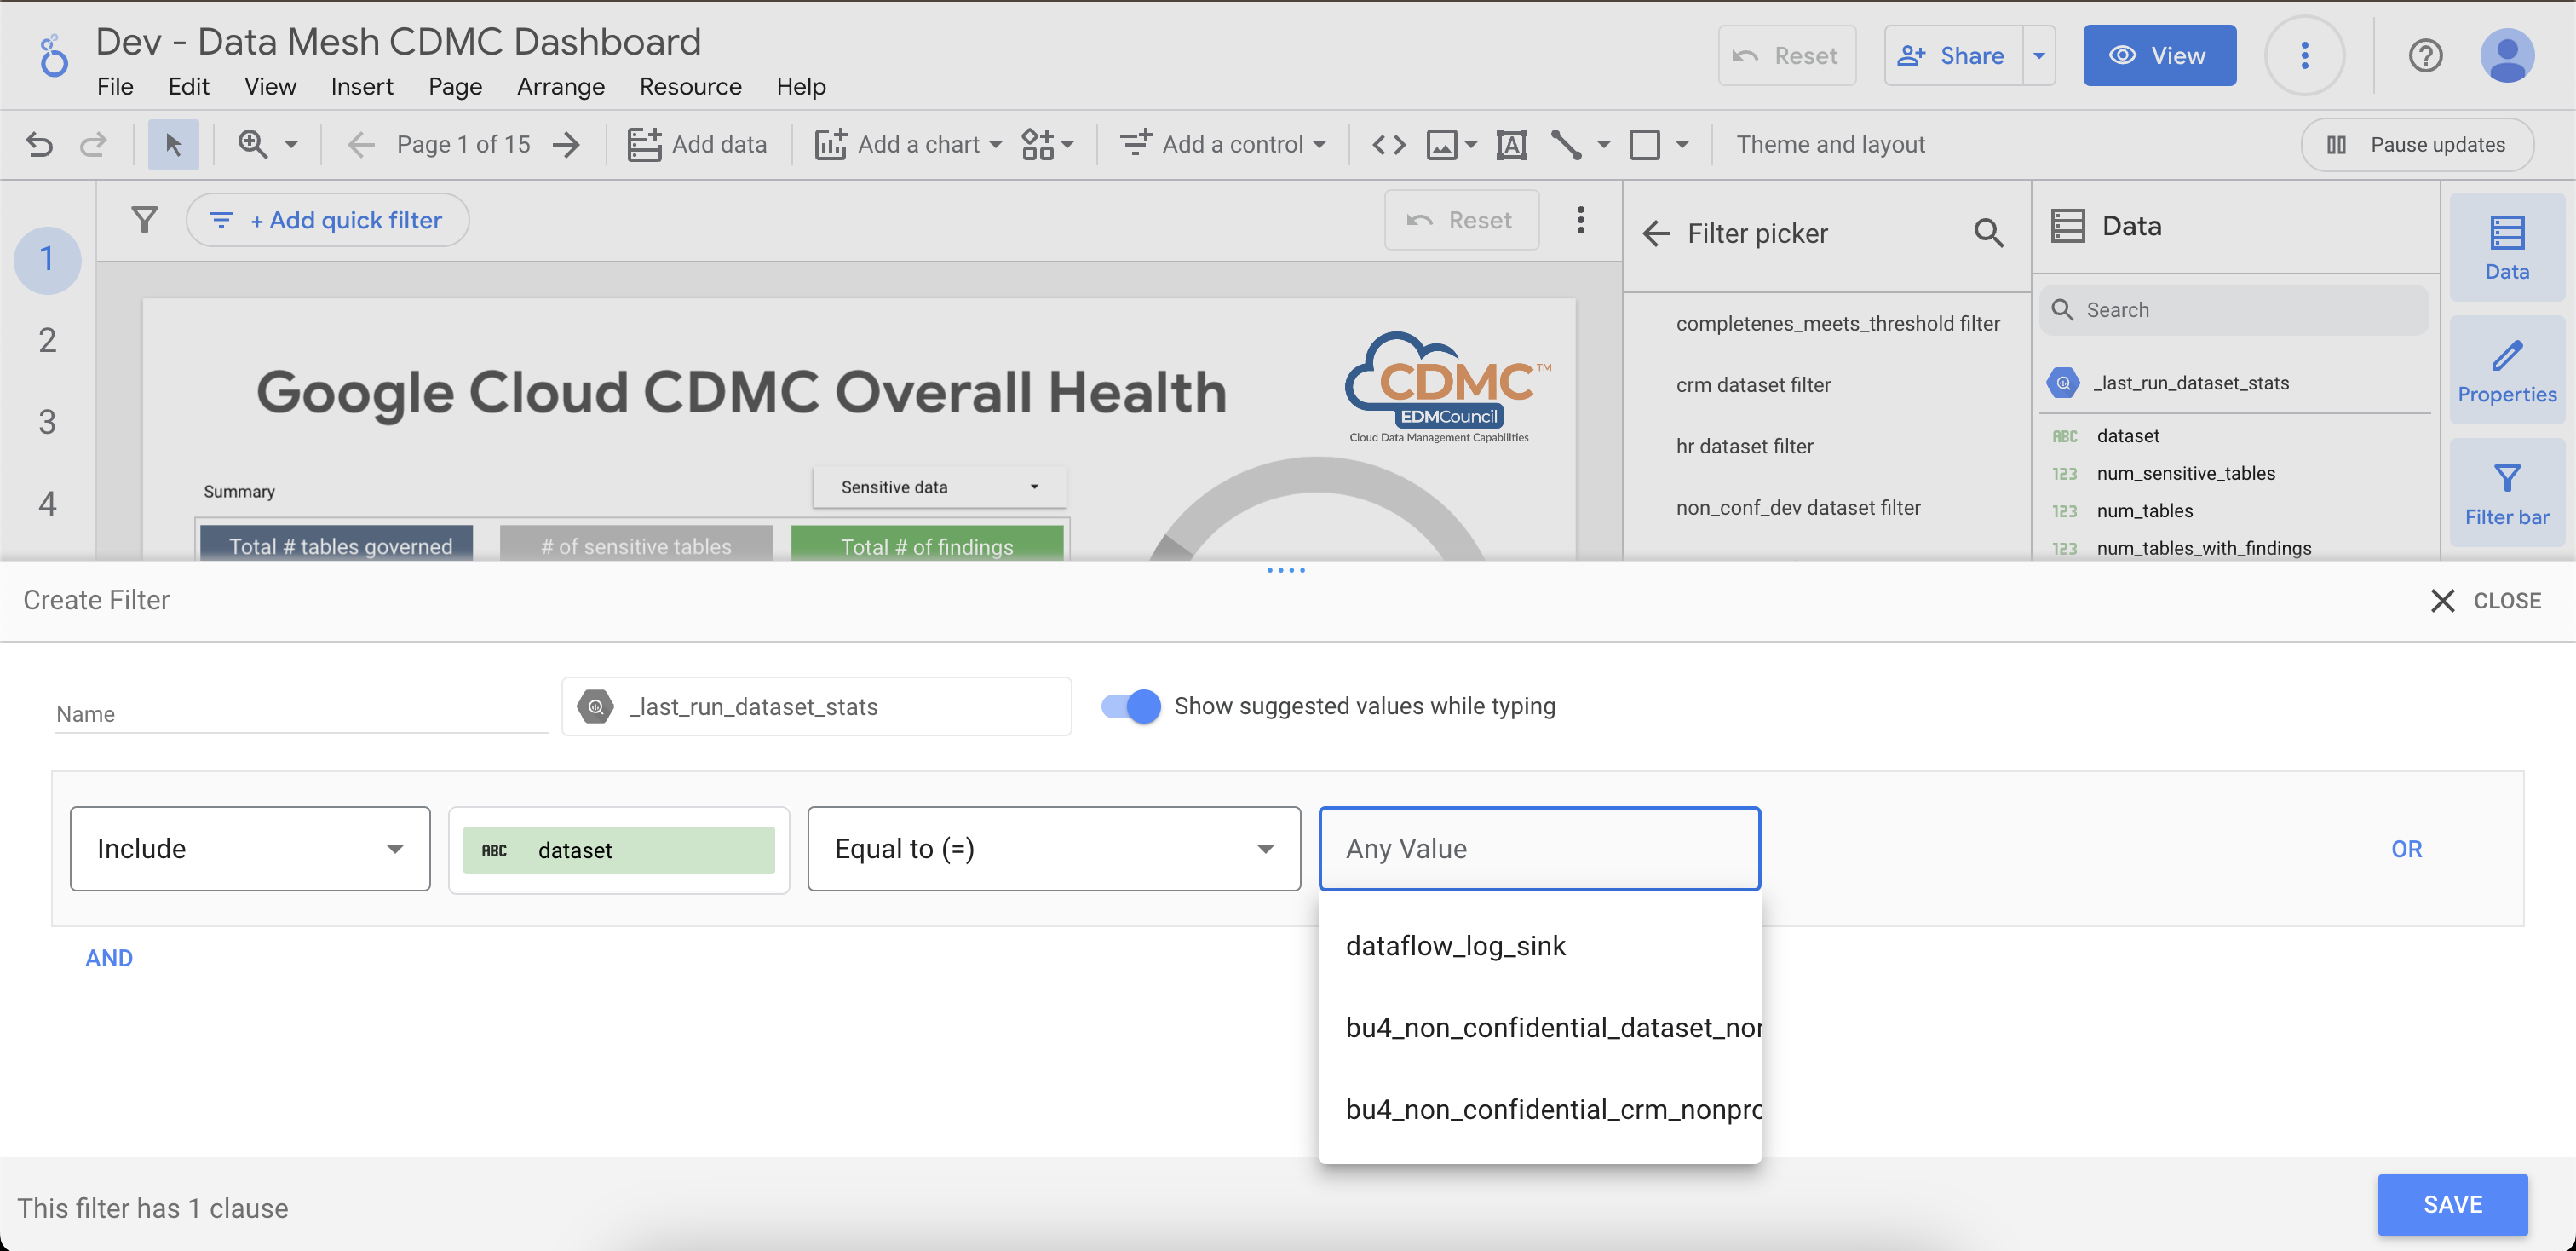 Dev - Data Mesh CDMC Dashboard
File Edit View Insert Page Arrange Resource Help
Reset
Share
View
Page 1 of 15
Add data
Add a chart
Add a control
Theme and layout
Pause updates
1
2
3
4
+ Add quick filter
Reset
Google Cloud CDMC Overall Health
CDMC™
EDMCouncil
Cloud Data Management Capabilities
Summary
Sensitive data
Total # tables governed
# of sensitive tables
Total # of findings
Filter picker
completenes_meets_threshold filter
crm dataset filter
hr dataset filter
non_conf_dev dataset filter
Data
Search
_last_run_dataset_stats
ABC dataset
123 num_sensitive_tables
123 num_tables
123 num_tables_with_findings
Data
Properties
Filter bar
Create Filter
CLOSE
Name
_last_run_dataset_stats
Show suggested values while typing
Include
ABC dataset
Equal to (=)
Any Value
OR
dataflow_log_sink
bu4_non_confidential_dataset_nor
bu4_non_confidential_crm_nonpro
AND
This filter has 1 clause
SAVE